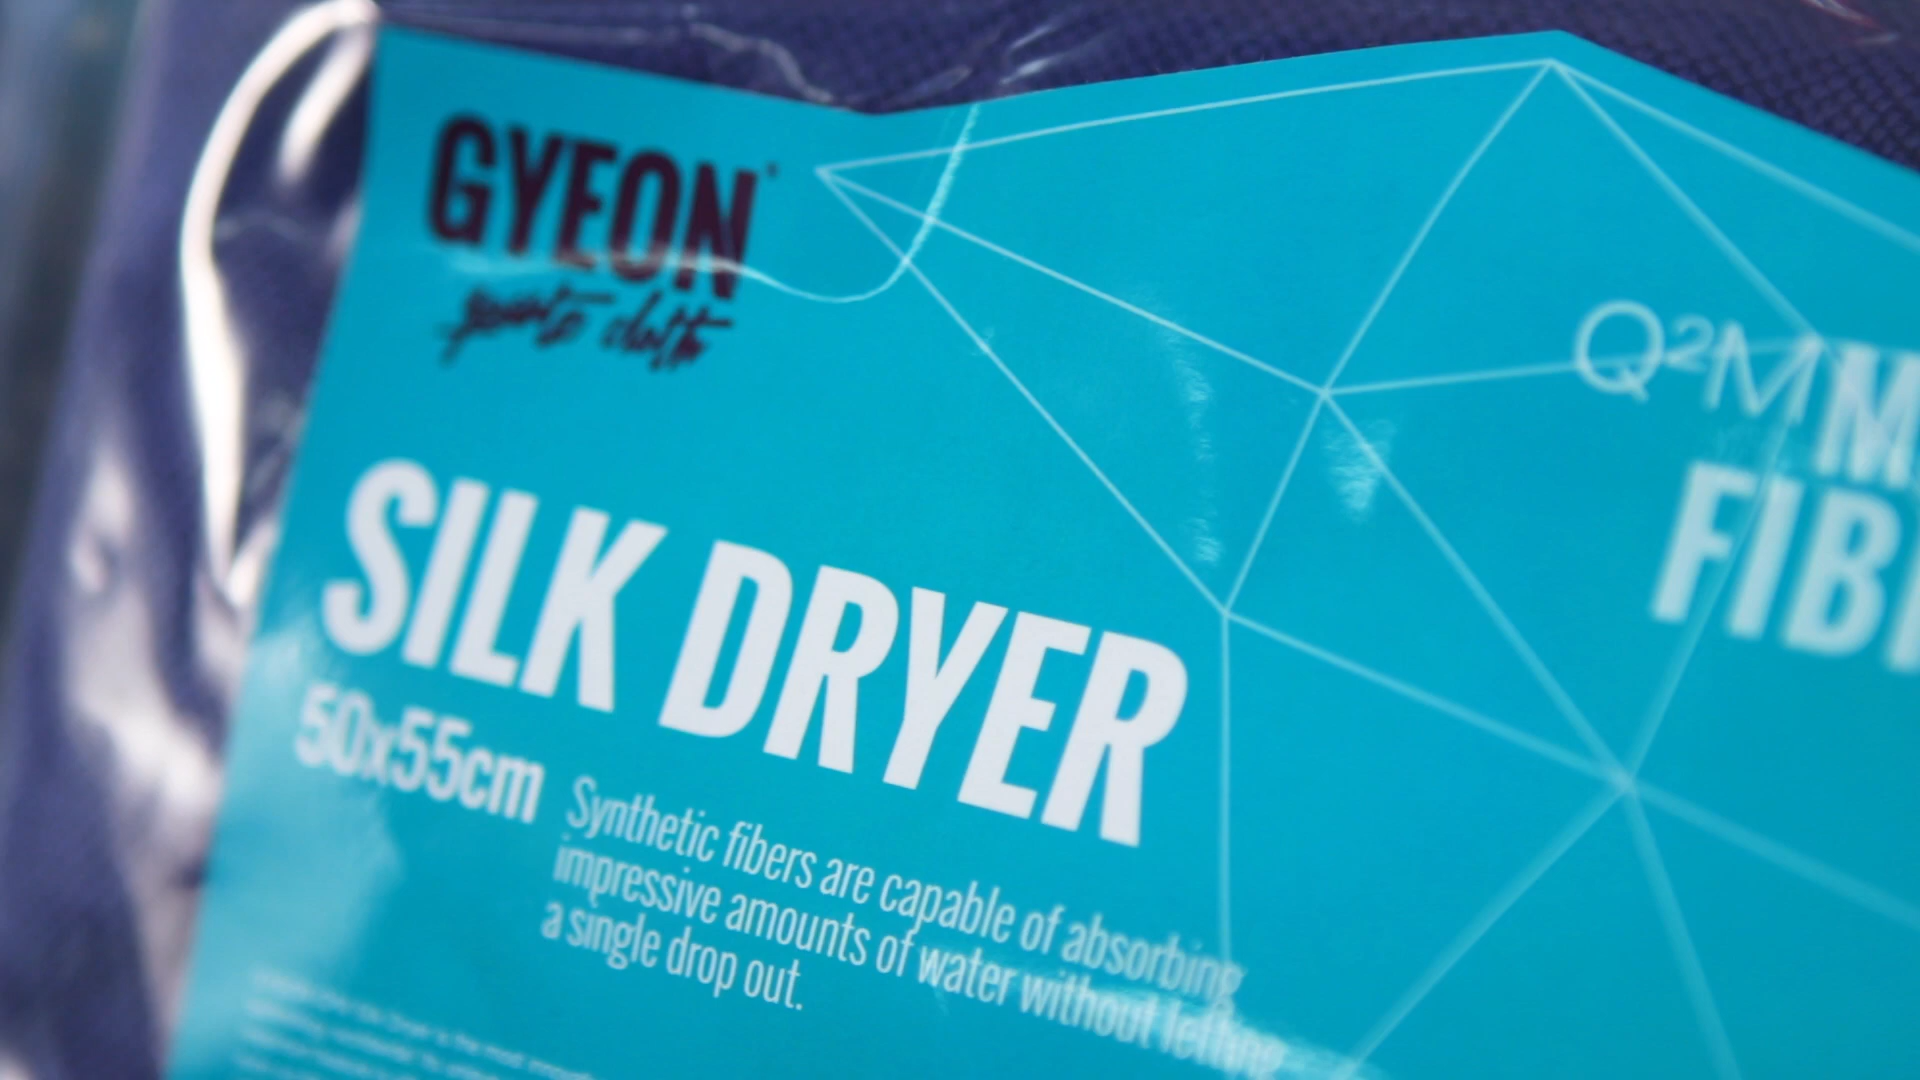 GYEON
Q²M M
FIB
SILK DRYER
50x55cm
Synthetic fibers are capable of absorbing
impressive amounts of water without letting
a single drop out.